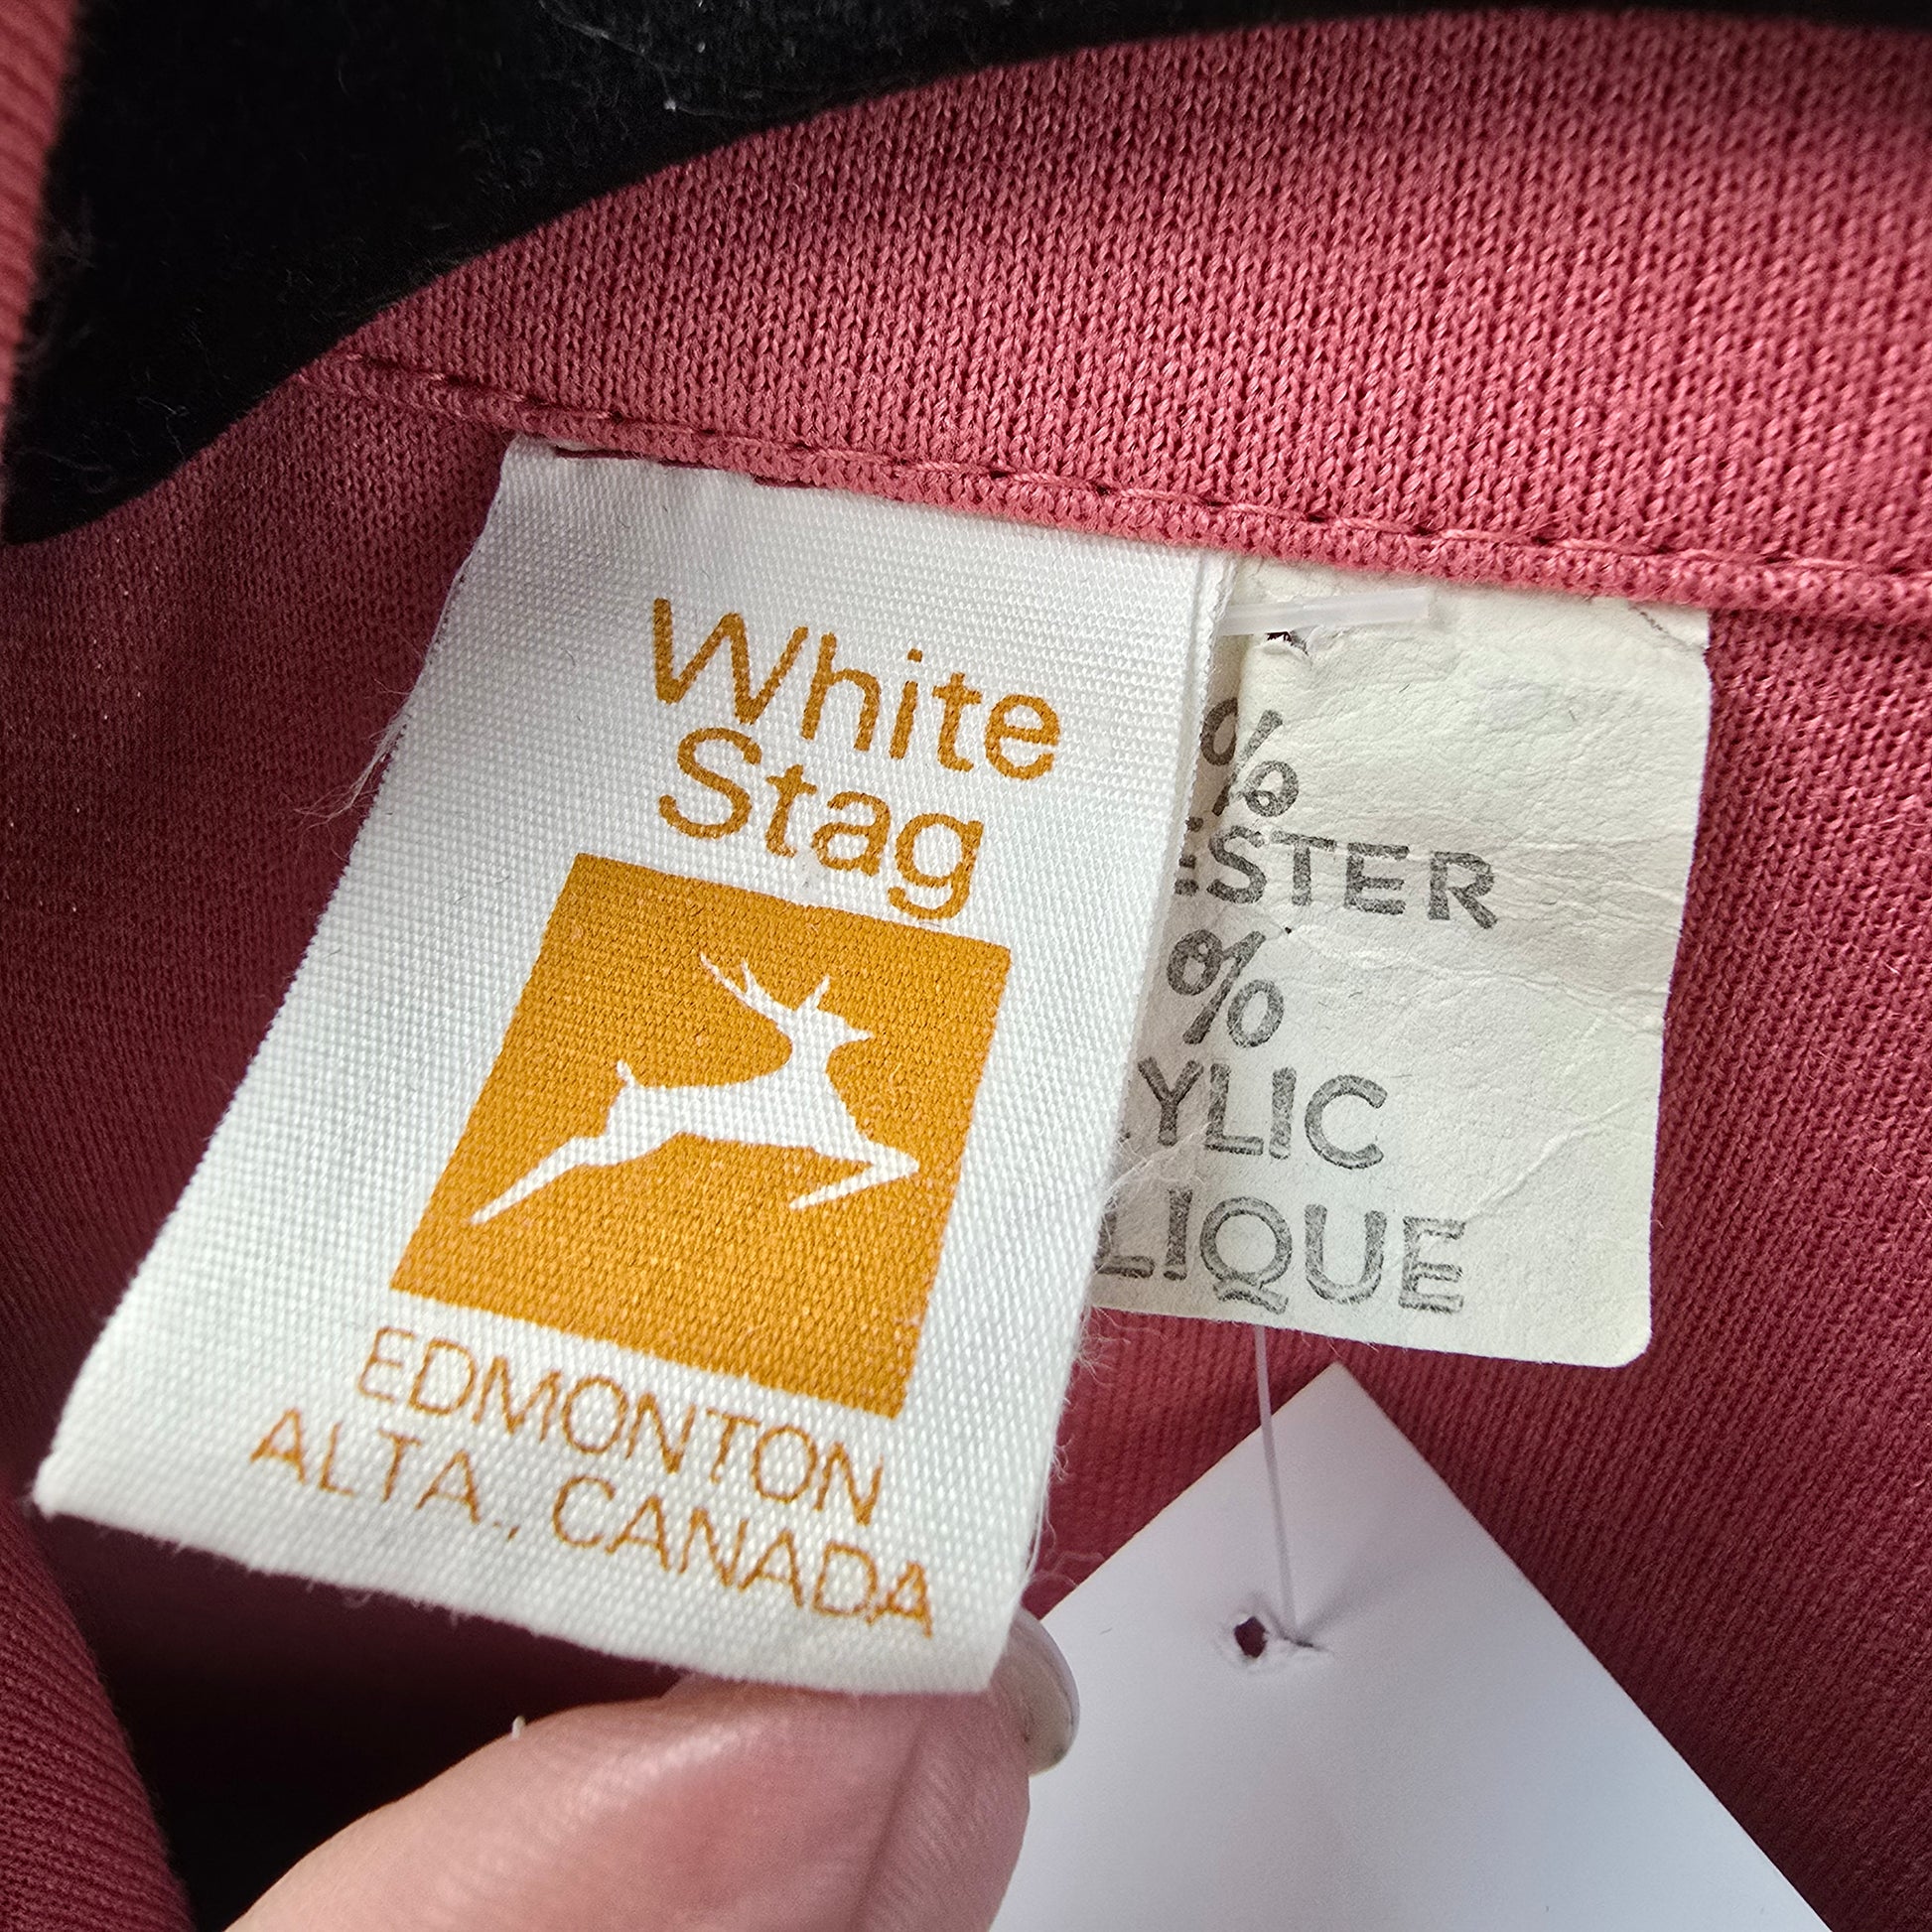 White
Stag
EDMONTON
ALTA., CANADA
%
ESTER
%
YLIC
LIQUE